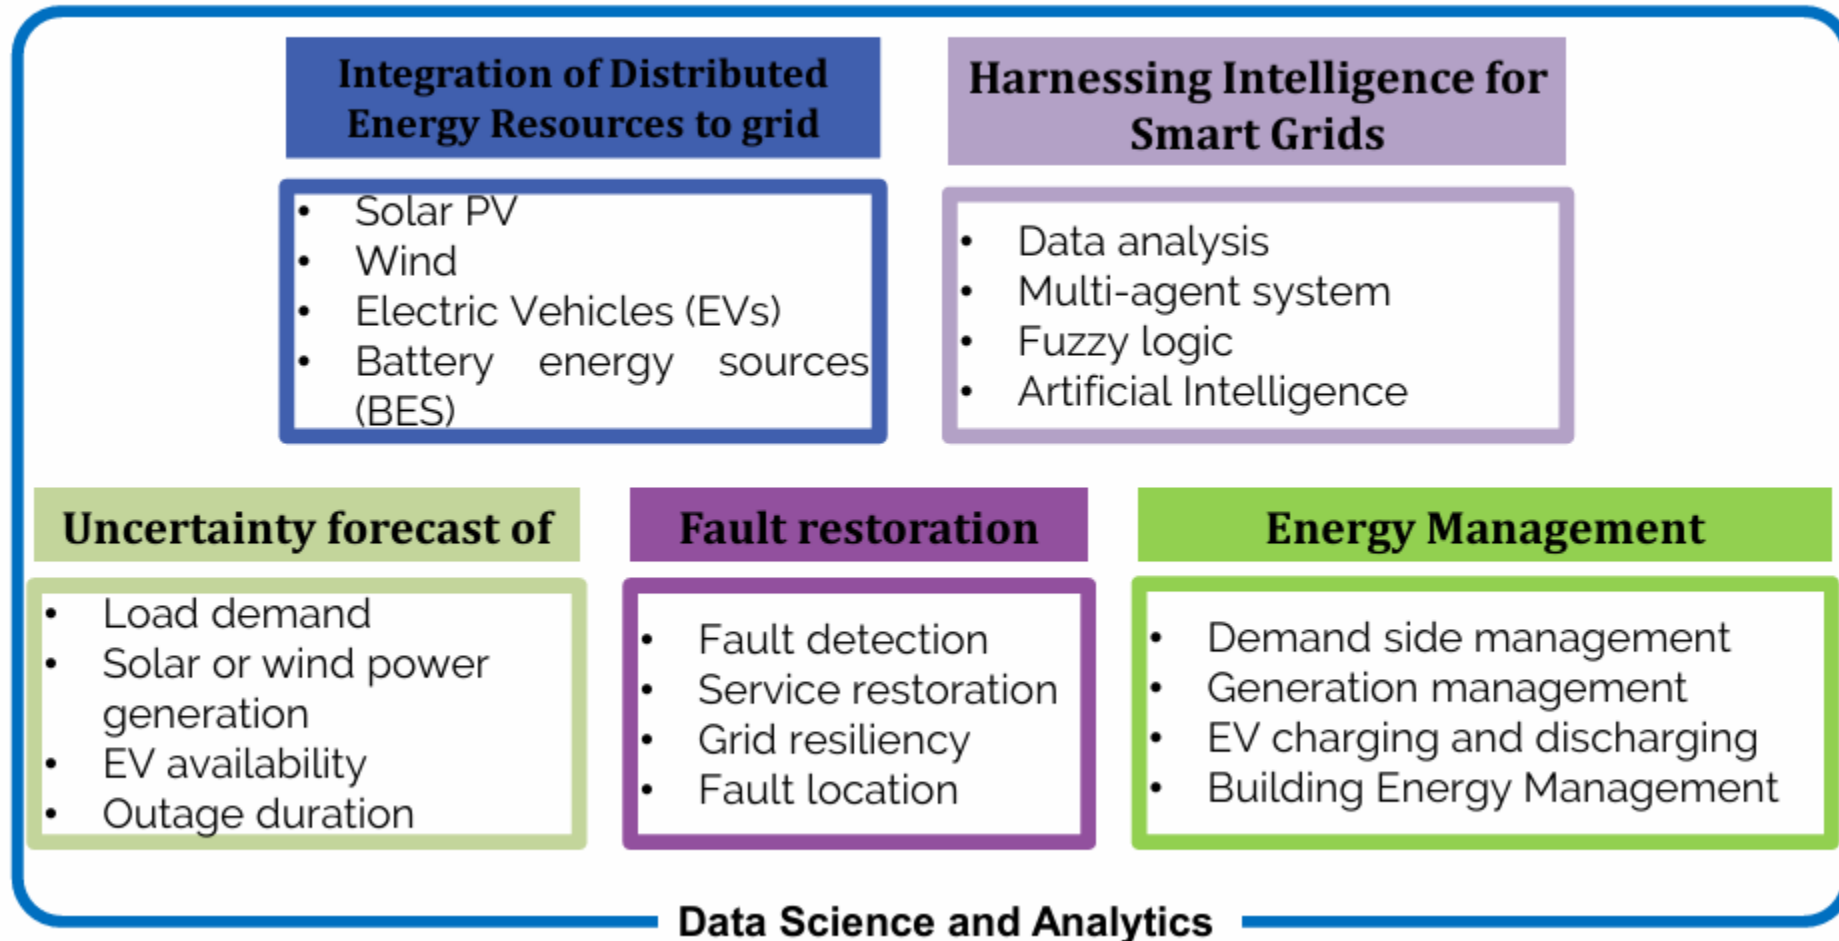 Integration of Distributed
Energy Resources to grid
• Solar PV
• Wind
• Electric Vehicles (EVs)
• Battery energy sources
(BES)
Harnessing Intelligence for
Smart Grids
• Data analysis
• Multi-agent system
• Fuzzy logic
• Artificial Intelligence
Uncertainty forecast of
• Load demand
• Solar or wind power
generation
• EV availability
• Outage duration
Fault restoration
• Fault detection
• Service restoration
• Grid resiliency
• Fault location
Energy Management
• Demand side management
• Generation management
• EV charging and discharging
• Building Energy Management
Data Science and Analytics